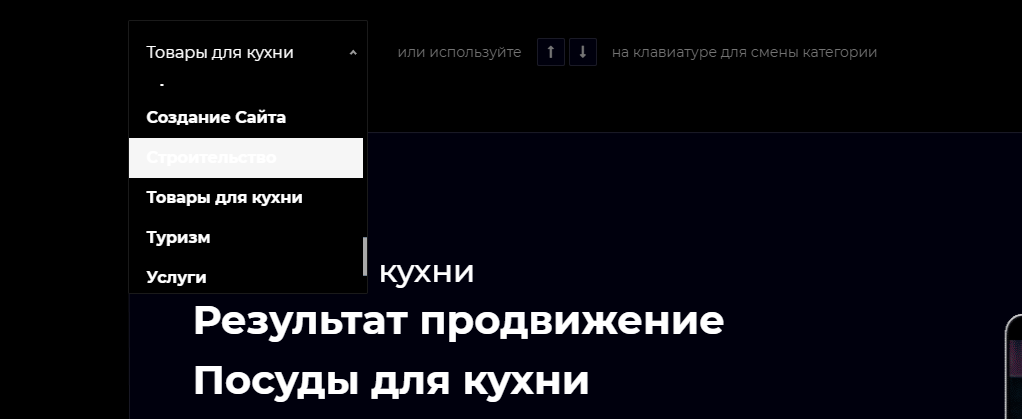 Товары для кухни
или используйте
на клавиатуре для смены категории
Создание Сайта
Строительство
Товары для кухни
Туризм
Услуги
кухни
Результат продвижение
Посуды для кухни